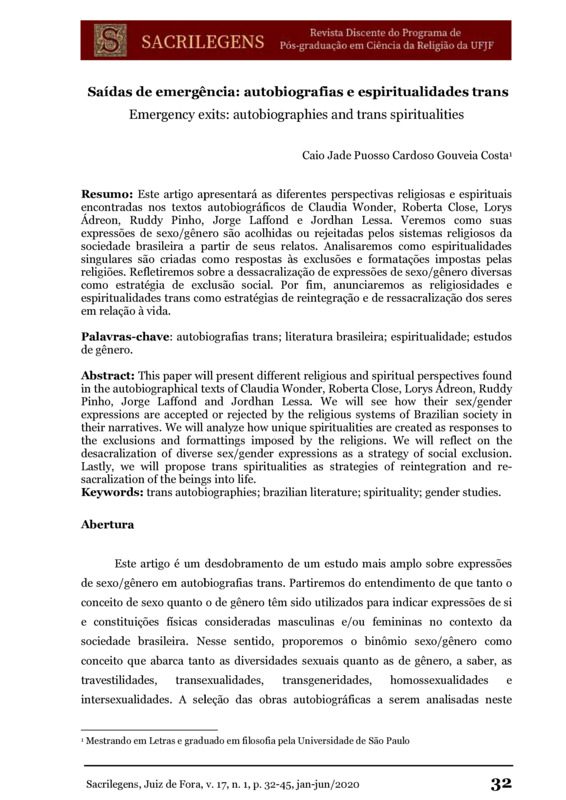 SACRILEGENS
Revista Discente do Programa de
Pós-graduação em Ciência da Religião da UFJF
Saídas de emergência: autobiografias e espiritualidades trans
Emergency exits: autobiographies and trans spiritualities
Caio Jade Puosso Cardoso Gouveia Costa¹
Resumo: Este artigo apresentará as diferentes perspectivas religiosas e espirituais
encontradas nos textos autobiográficos de Claudia Wonder, Roberta Close, Lorys
Ádreon, Ruddy Pinho, Jorge Laffond e Jordhan Lessa. Veremos como suas
expressões de sexo/gênero são acolhidas ou rejeitadas pelos sistemas religiosos da
sociedade brasileira a partir de seus relatos. Analisaremos como espiritualidades
singulares são criadas como respostas às exclusões e formatações impostas pelas
religiões. Refletiremos sobre a dessacralização de expressões de sexo/gênero diversas
como estratégia de exclusão social. Por fim, anunciaremos as religiosidades e
espiritualidades trans como estratégias de reintegração e de ressacralização dos seres
em relação à vida.
Palavras-chave: autobiografias trans; literatura brasileira; espiritualidade; estudos
de gênero.
Abstract: This paper will present different religious and spiritual perspectives found
in the autobiographical texts of Claudia Wonder, Roberta Close, Lorys Ádreon, Ruddy
Pinho, Jorge Laffond and Jordhan Lessa. We will see how their sex/gender
expressions are accepted or rejected by the religious systems of Brazilian society in
their narratives. We will analyze how unique spiritualities are created as responses to
the exclusions and formattings imposed by the religions. We will reflect on the
desacralization of diverse sex/gender expressions as a strategy of social exclusion.
Lastly, we will propose trans spiritualities as strategies of reintegration and re-
sacralization of the beings into life.
Keywords: trans autobiographies; brazilian literature; spirituality; gender studies.
Abertura
Este artigo é um desdobramento de um estudo mais amplo sobre expressões
de sexo/gênero em autobiografias trans. Partiremos do entendimento de que tanto o
conceito de sexo quanto o de gênero têm sido utilizados para indicar expressões de si
e constituições físicas consideradas masculinas e/ou femininas no contexto da
sociedade brasileira. Nesse sentido, proporemos o binômio sexo/gênero como
conceito que abarca tanto as diversidades sexuais quanto as de gênero, a saber, as
travestilidades, transexualidades, transgeneridades, homossexualidades e
intersexualidades. A seleção das obras autobiográficas a serem analisadas neste
¹ Mestrando em Letras e graduado em filosofia pela Universidade de São Paulo
Sacrilegens, Juiz de Fora, v. 17, n. 1, p. 32-45, jan-jun/2020 32